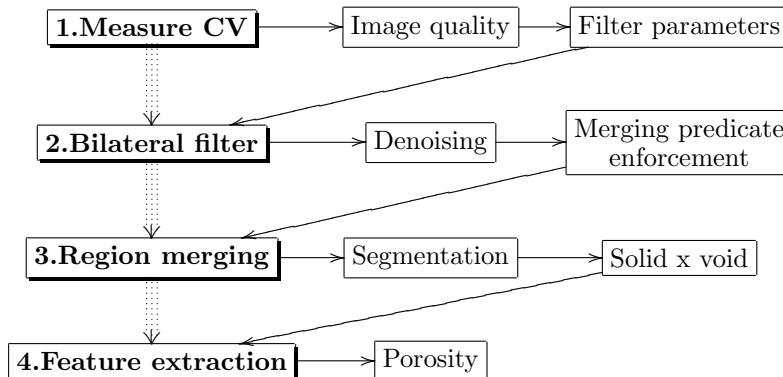 1.Measure CV
Image quality
Filter parameters
2.Bilateral filter
Denoising
Merging predicate
enforcement
3.Region merging
Segmentation
Solid x void
4.Feature extraction
Porosity